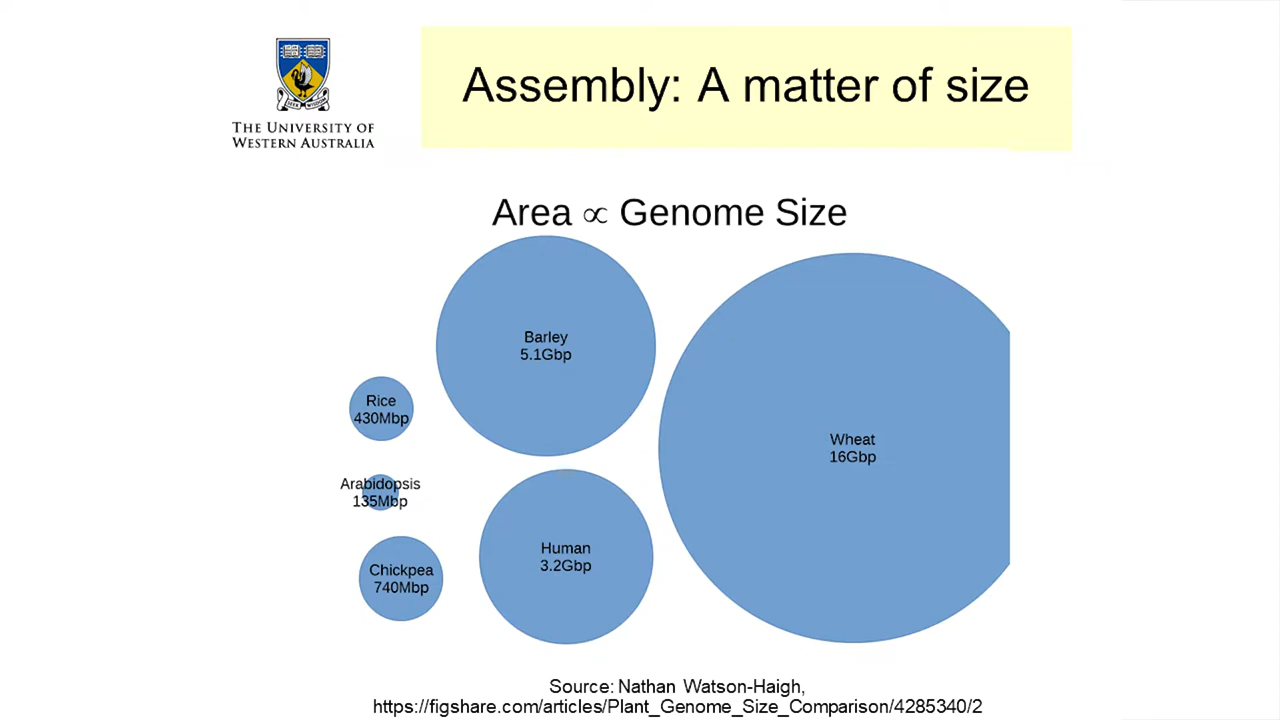 THE UNIVERSITY OF
WESTERN AUSTRALIA
Assembly: A matter of size
Area ∝ Genome Size
Barley
5.1Gbp
Rice
430Mbp
Wheat
16Gbp
Arabidopsis
135Mbp
Human
3.2Gbp
Chickpea
740Mbp
Source: Nathan Watson-Haigh,
https://figshare.com/articles/Plant_Genome_Size_Comparison/4285340/2